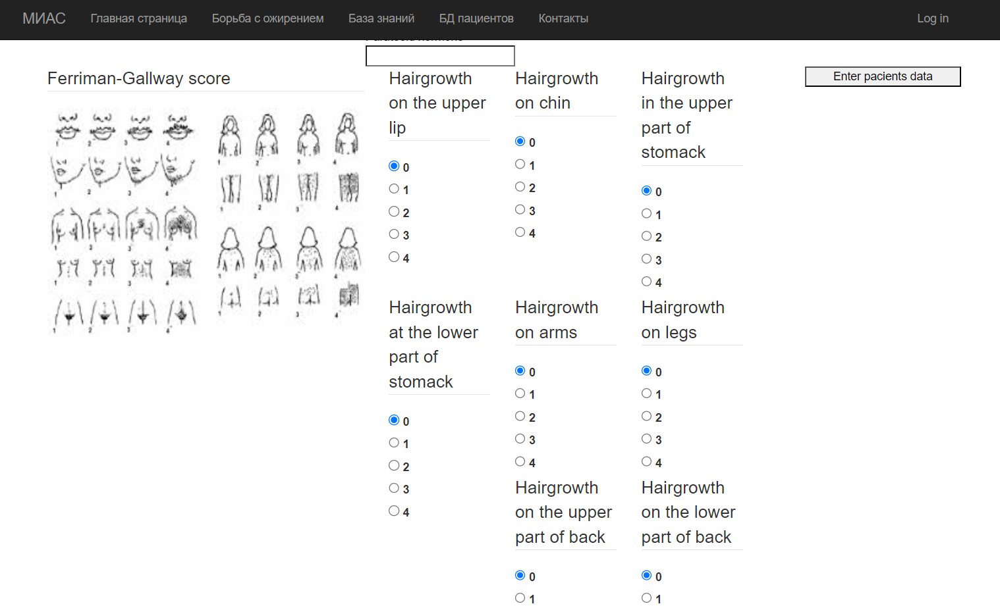 МИАС Главная страница Борьба с ожирением База знаний БД пациентов Контакты Log in
Ferriman-Gallway score
Hairgrowth
on the upper
lip
0
1
2
3
4
Hairgrowth
on chin
0
1
2
3
4
Hairgrowth
in the upper
part of
stomack
0
1
2
3
4
Enter pacients data
Hairgrowth
at the lower
part of
stomack
0
1
2
3
4
Hairgrowth
on arms
0
1
2
3
4
Hairgrowth
on legs
0
1
2
3
4
Hairgrowth
on the upper
part of back
0
1
Hairgrowth
on the lower
part of back
0
1